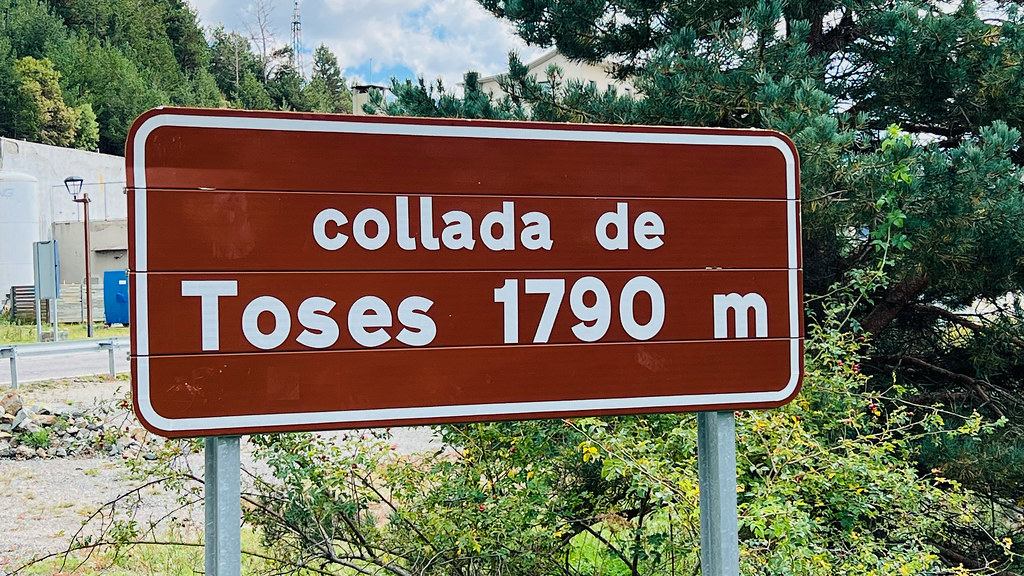 collada de
Toses 1790 m